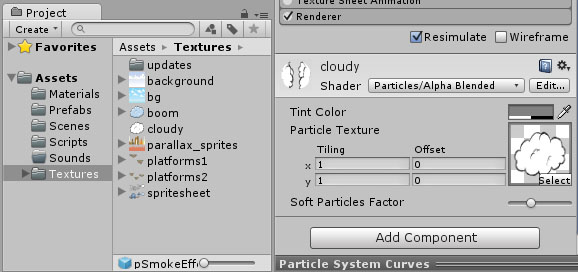 Project
Create
Favorites
Assets
Materials
Prefabs
Scenes
Scripts
Sounds
Textures
Assets Textures
updates
background
bg
boom
cloudy
parallax_sprites
platforms1
platforms2
spritesheet
pSmokeEffe
Texture Sheet Animation
Renderer
Resimulate Wireframe
cloudy
Shader Particles/Alpha Blended Edit...
Tint Color
Particle Texture
Tiling Offset
x 1 0
y 1 0
Select
Soft Particles Factor
Add Component
Particle System Curves